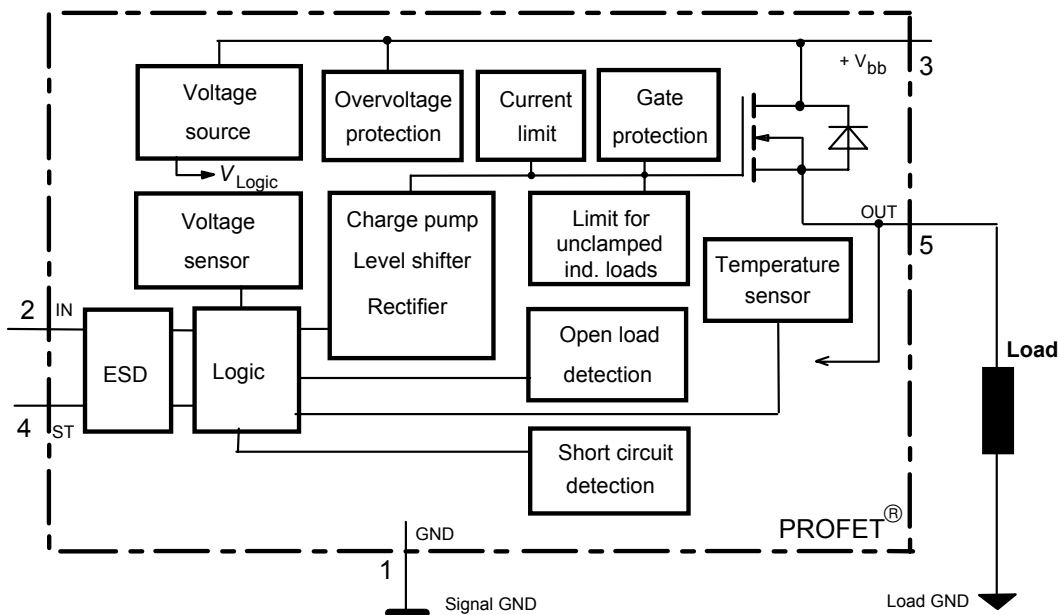 + Vbb
3
Voltage
source
Overvoltage
protection
Current
limit
Gate
protection
VLogic
Voltage
sensor
Charge pump
Level shifter
Rectifier
Limit for
unclamped
ind. loads
OUT
5
Temperature
sensor
2
IN
ESD
Logic
Open load
detection
Load
4
ST
Short circuit
detection
PROFET®
GND
1
Signal GND
Load GND